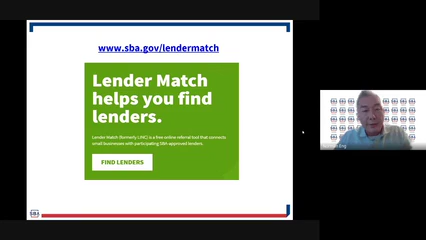 www.sba.gov/lendermatch
Lender Match
helps you find
lenders.
Lender Match (formerly LINC) is a free online referral tool that connects
small businesses with participating SBA-approved lenders.
FIND LENDERS
SBA